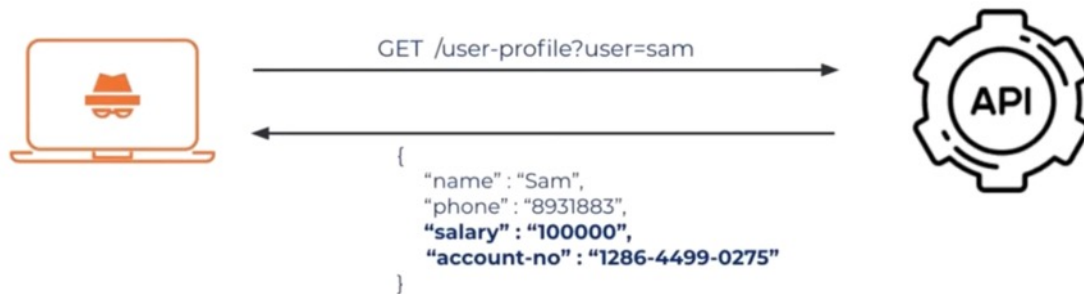 GET /user-profile?user=sam
API
{
“name” : “Sam”,
“phone” : “8931883”,
“salary” : “100000”,
“account-no” : “1286-4499-0275”
}